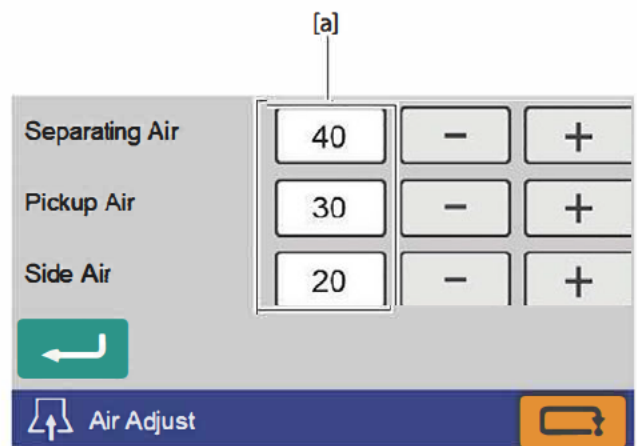 [a]
Separating Air 40 - +
Pickup Air 30 - +
Side Air 20 - +
Air Adjust